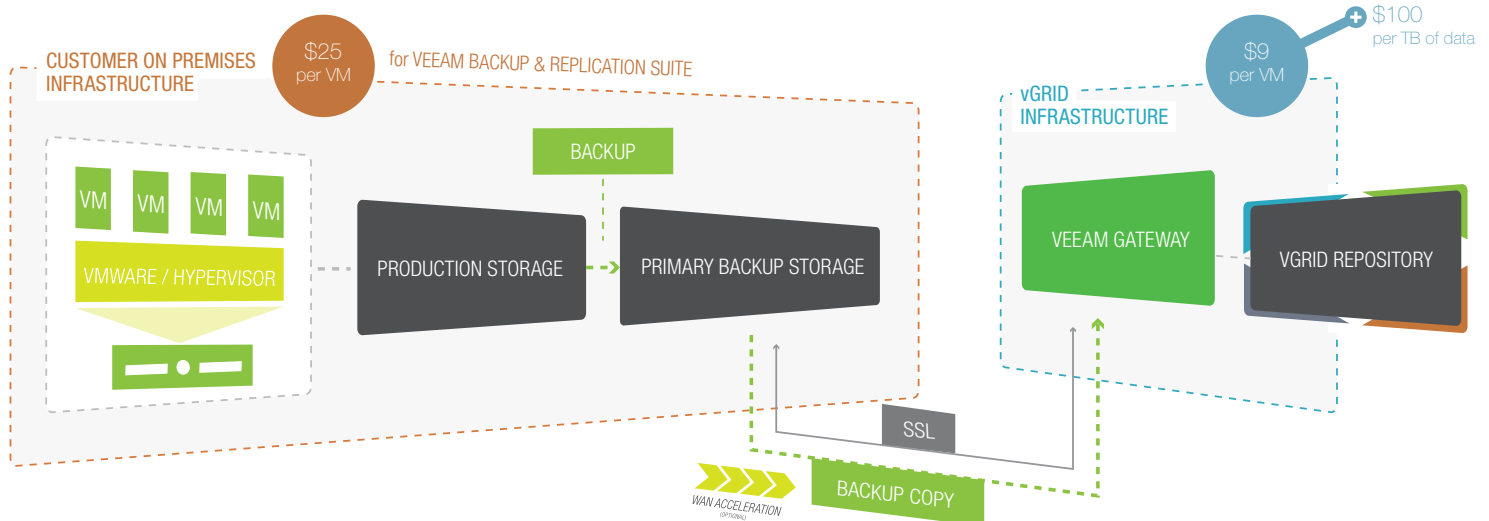 CUSTOMER ON PREMISES
INFRASTRUCTURE
$25
per VM
for VEEAM BACKUP & REPLICATION SUITE
$9
per VM
$100
per TB of data
vGRID
INFRASTRUCTURE
BACKUP
VM
VM
VM
VM
VMWARE / HYPERVISOR
PRODUCTION STORAGE
PRIMARY BACKUP STORAGE
VEEAM GATEWAY
VGRID REPOSITORY
SSL
BACKUP COPY
WAN ACCELERATION
(OPTIONAL)